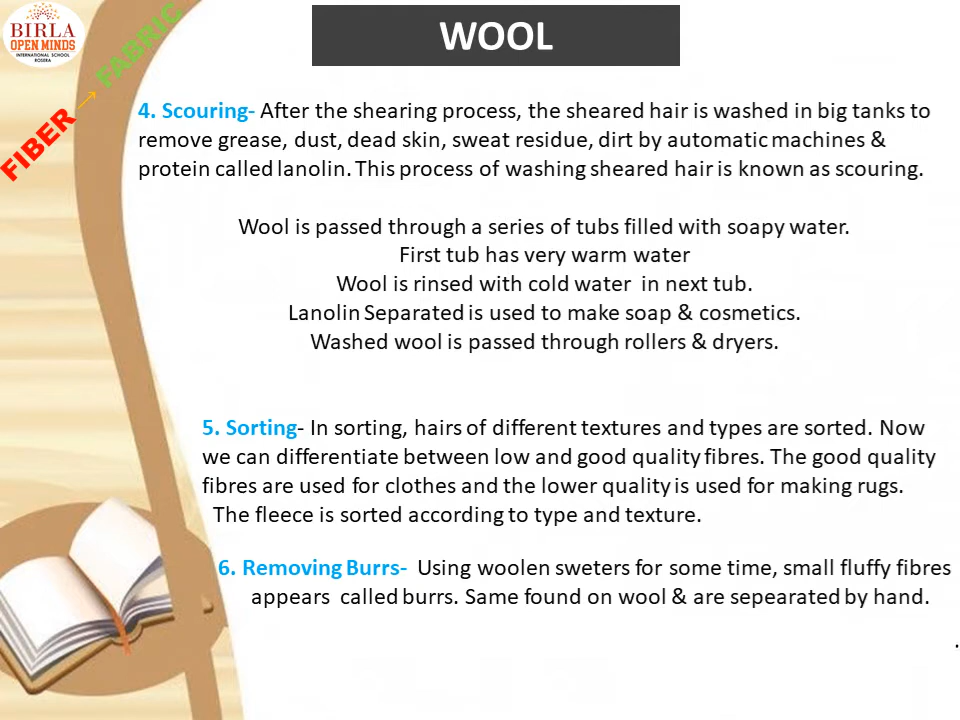 BIRLA
OPEN MINDS
INTERNATIONAL SCHOOL
ROSERA
FIBER → FABRIC
WOOL
4. Scouring- After the shearing process, the sheared hair is washed in big tanks to
remove grease, dust, dead skin, sweat residue, dirt by automatic machines &
protein called lanolin. This process of washing sheared hair is known as scouring.
Wool is passed through a series of tubs filled with soapy water.
First tub has very warm water
Wool is rinsed with cold water in next tub.
Lanolin Separated is used to make soap & cosmetics.
Washed wool is passed through rollers & dryers.
5. Sorting- In sorting, hairs of different textures and types are sorted. Now
we can differentiate between low and good quality fibres. The good quality
fibres are used for clothes and the lower quality is used for making rugs.
The fleece is sorted according to type and texture.
6. Removing Burrs- Using woolen sweters for some time, small fluffy fibres
appears called burrs. Same found on wool & are sepearated by hand.
.